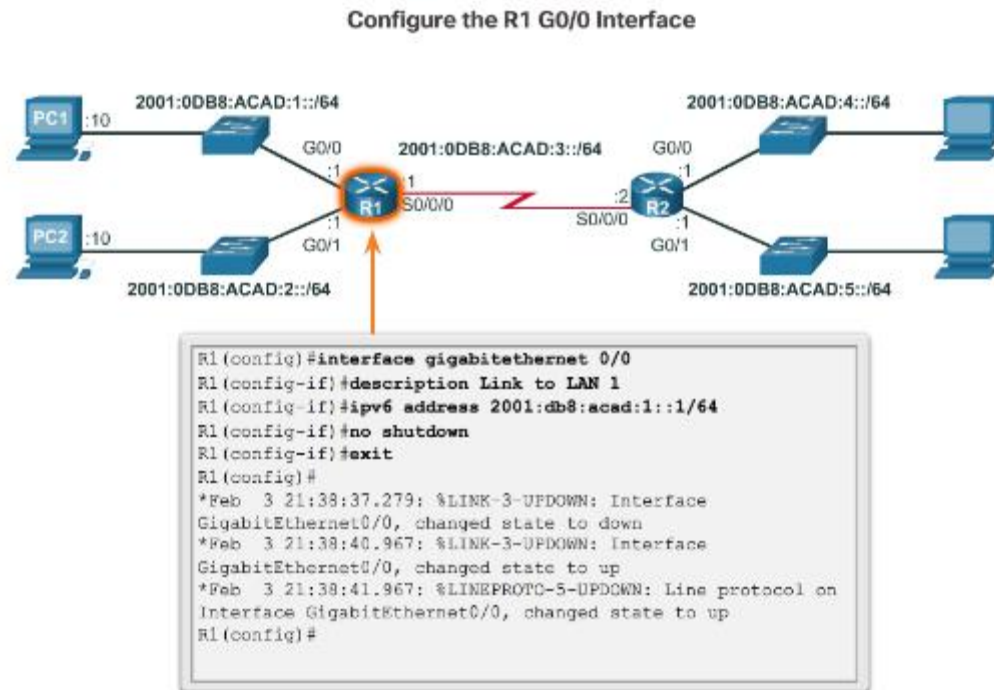 Configure the R1 G0/0 Interface
2001:0DB8:ACAD:1::/64
2001:0DB8:ACAD:4::/64
PC1
:10
G0/0
2001:0DB8:ACAD:3::/64
G0/0
:1
:1
:1
R1
S0/0/0
:2
R2
S0/0/0
PC2
:10
:1
G0/1
:1
G0/1
2001:0DB8:ACAD:2::/64
2001:0DB8:ACAD:5::/64
R1(config)#interface gigabitethernet 0/0
R1(config-if)#description Link to LAN 1
R1(config-if)#ipv6 address 2001:db8:acad:1::1/64
R1(config-if)#no shutdown
R1(config-if)#exit
R1(config)#
*Feb  3 21:38:37.279: %LINK-3-UPDOWN: Interface
GigabitEthernet0/0, changed state to down
*Feb  3 21:38:40.967: %LINK-3-UPDOWN: Interface
GigabitEthernet0/0, changed state to up
*Feb  3 21:38:41.967: %LINEPROTO-5-UPDOWN: Line protocol on
Interface GigabitEthernet0/0, changed state to up
R1(config)#